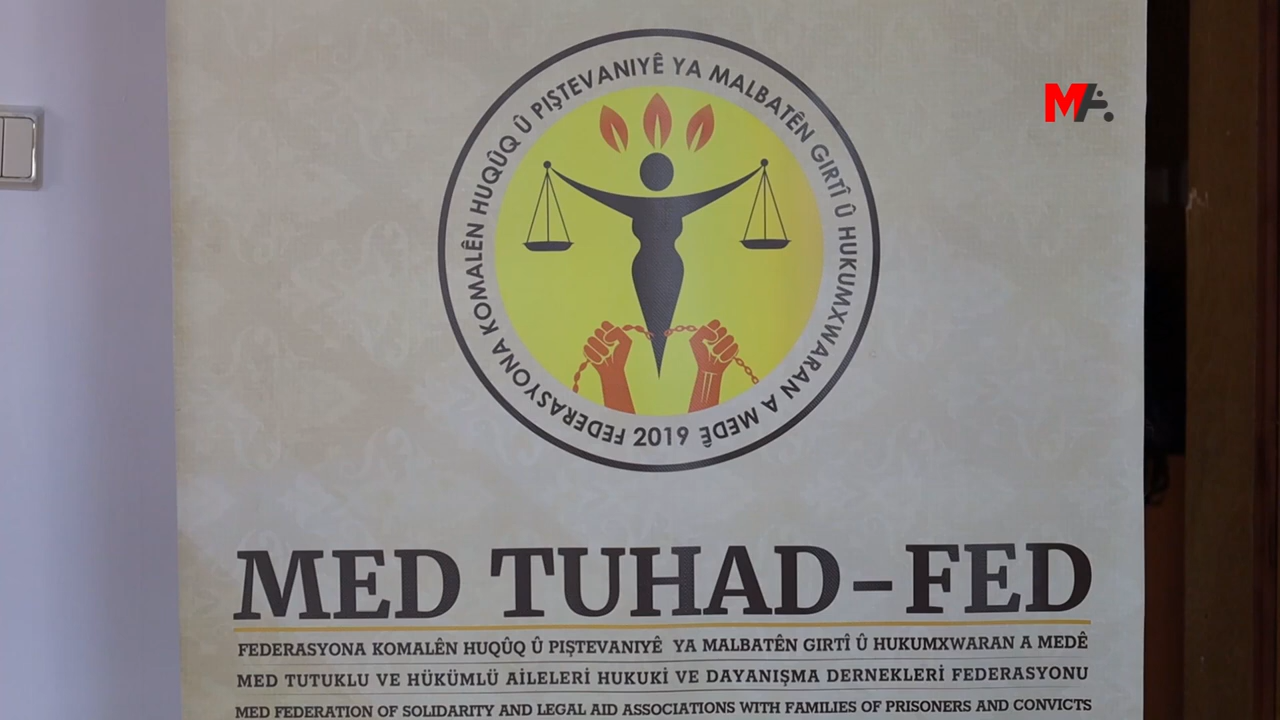 FEDERASYONA KOMALÊN HUQÛQ Û PIŞTEVANIYÊ YA MALBATÊN GIRTÎ Û HUKUMXWARAN A MEDÊ
2019
MA
MED TUHAD-FED
FEDERASYONA KOMALÊN HUQÛQ Û PIŞTEVANIYÊ YA MALBATÊN GIRTÎ Û HUKUMXWARAN A MEDÊ
MED TUTUKLU VE HÜKÜMLÜ AİLELERİ HUKUKİ VE DAYANIŞMA DERNEKLERİ FEDERASYONU
MED FEDERATION OF SOLIDARITY AND LEGAL AID ASSOCIATIONS WITH FAMILIES OF PRISONERS AND CONVICTS